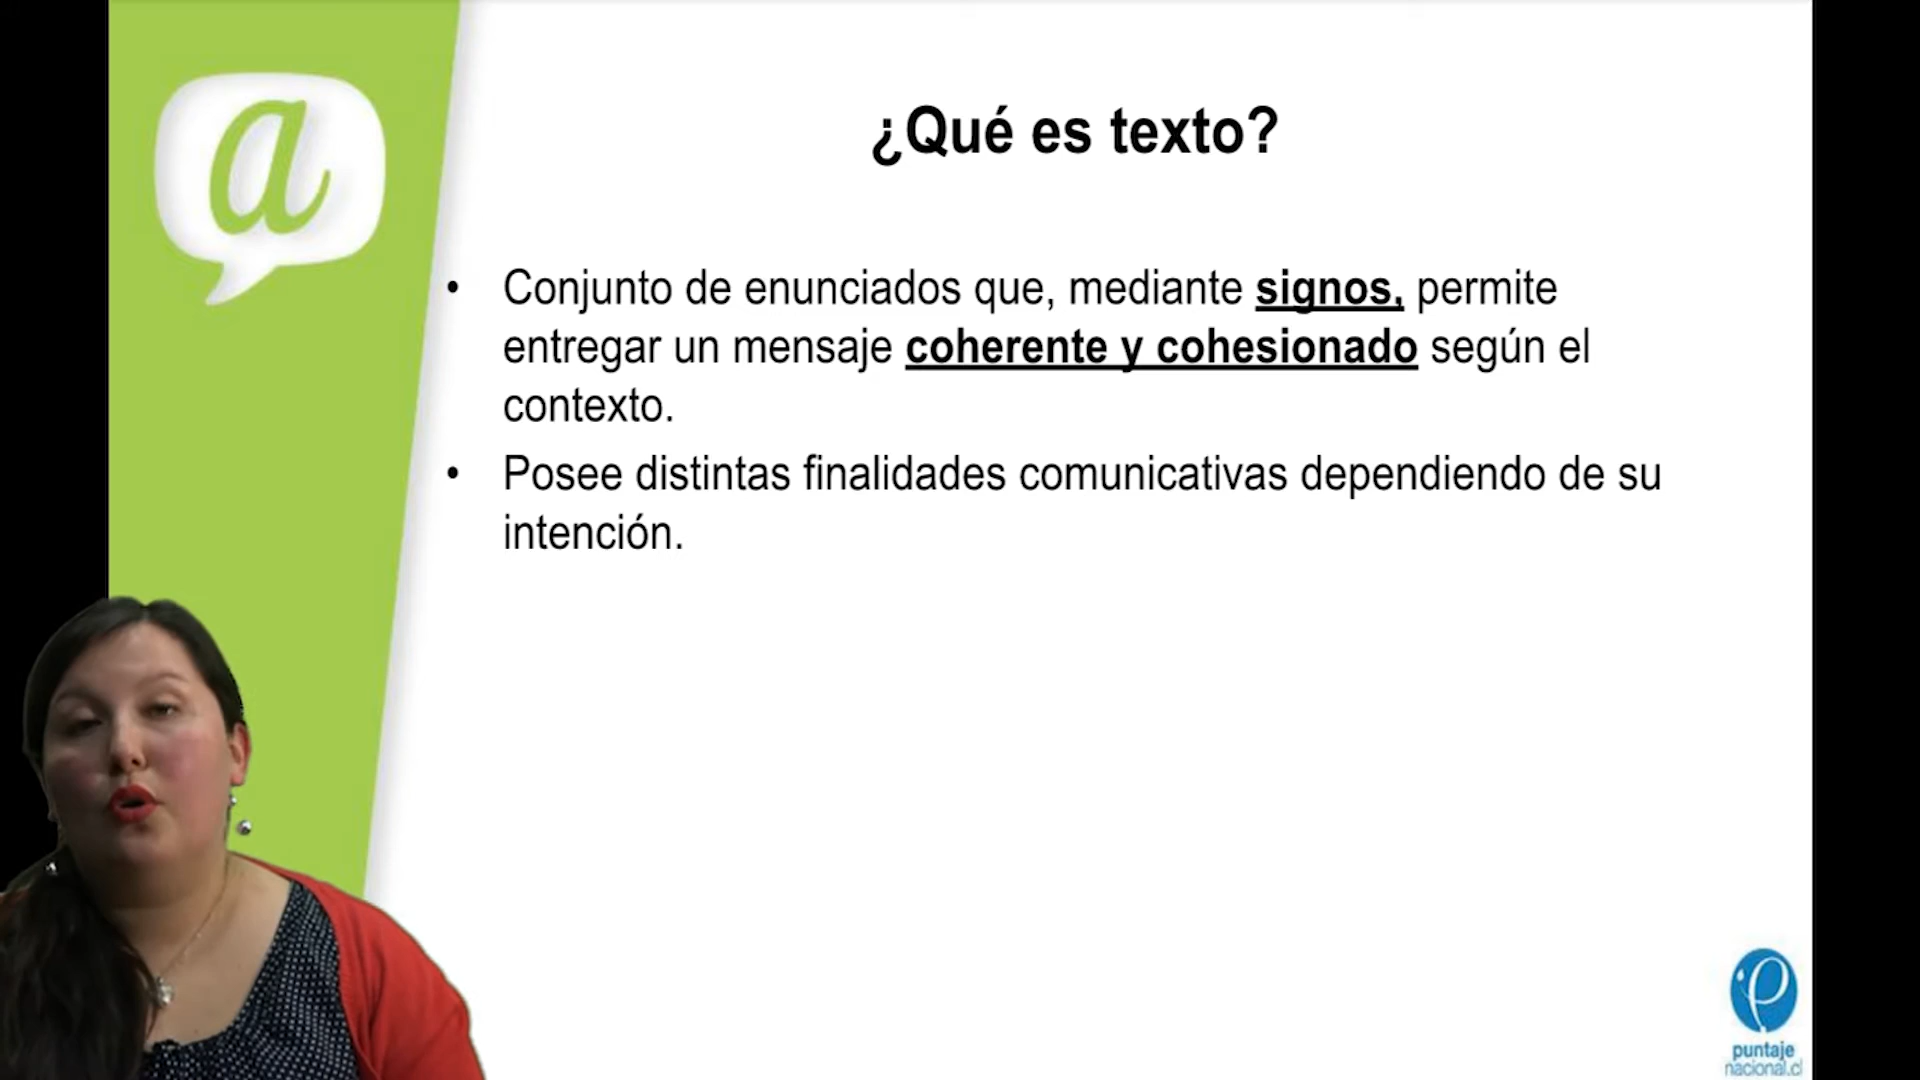 a
¿Qué es texto?
• Conjunto de enunciados que, mediante signos, permite
entregar un mensaje coherente y cohesionado según el
contexto.
• Posee distintas finalidades comunicativas dependiendo de su
intención.
puntaje
nacional.cl